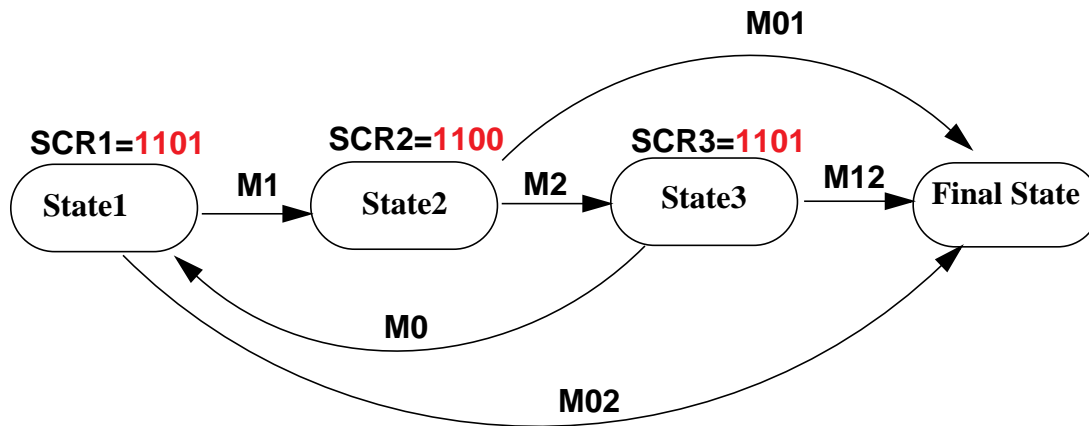 M01
SCR1=1101
SCR2=1100
SCR3=1101
State1
M1
State2
M2
State3
M12
Final State
M0
M02